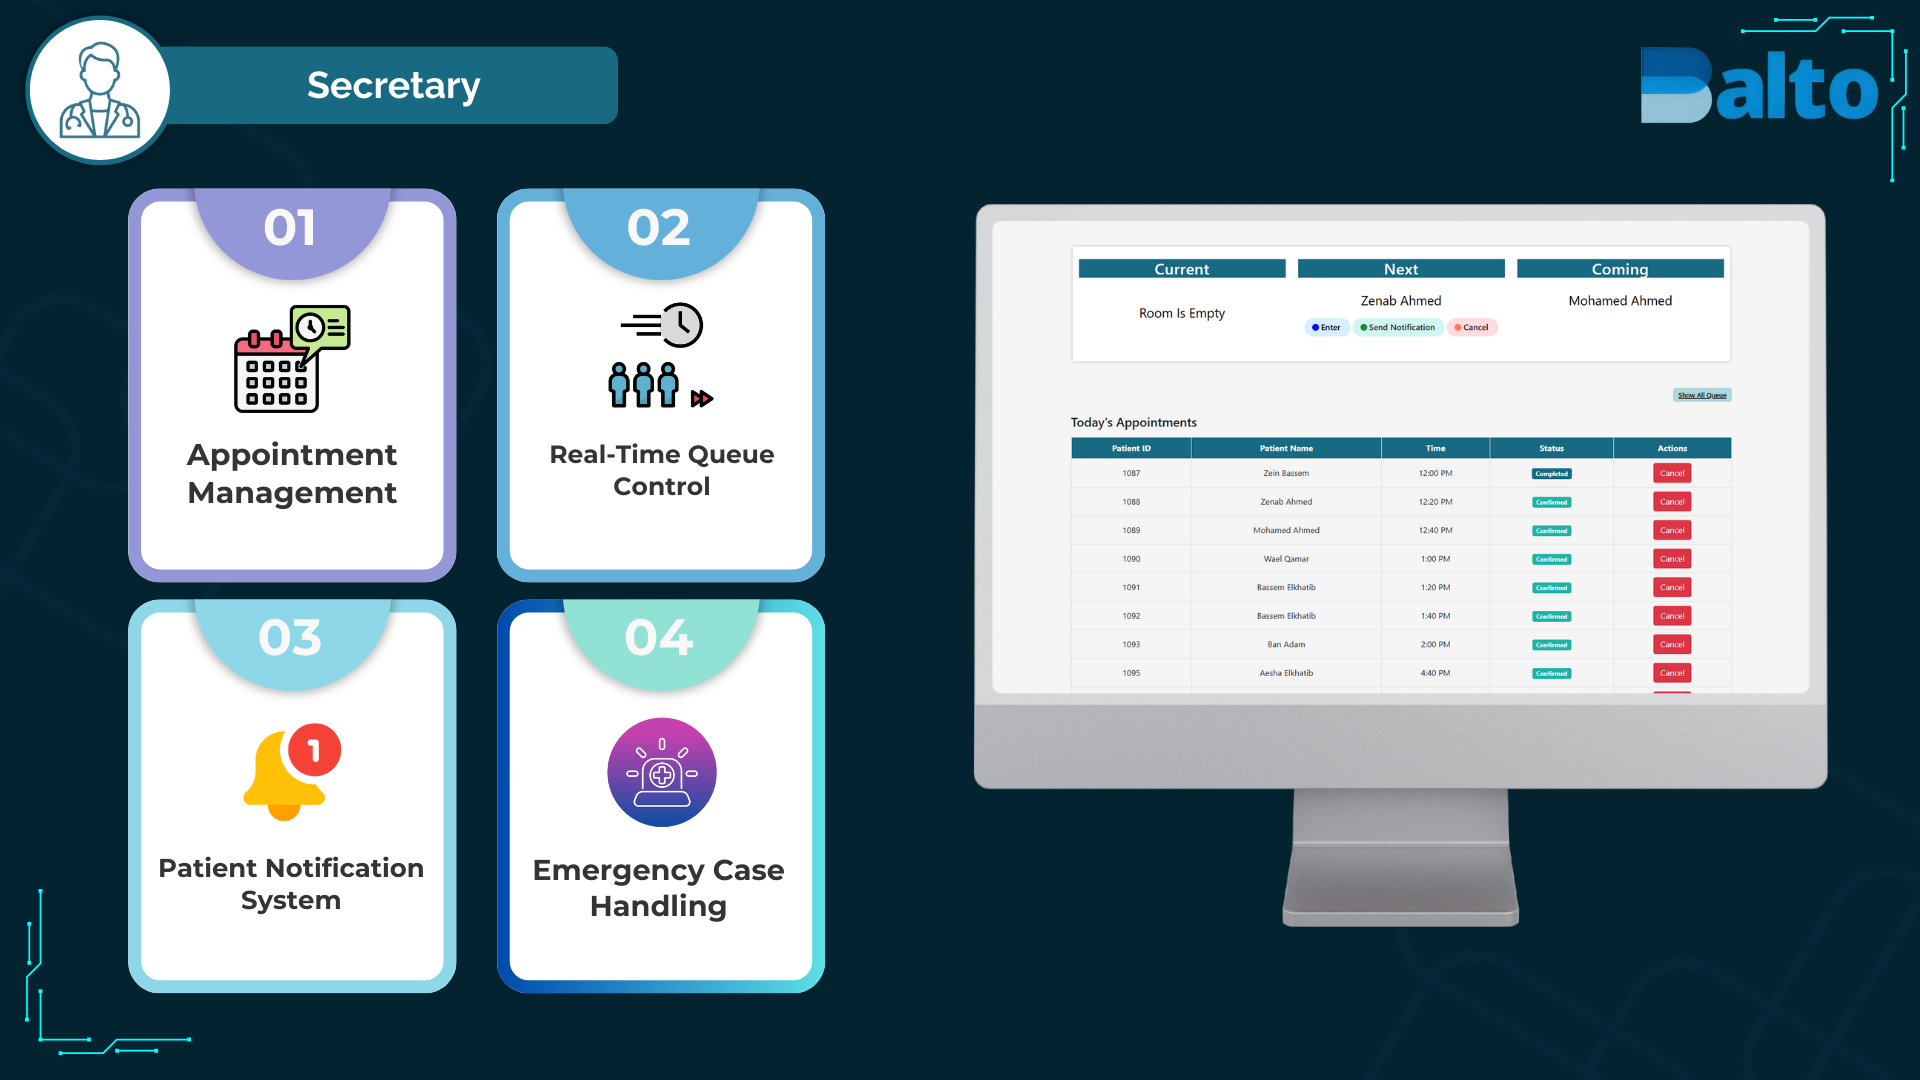 Secretary
Balto
01
Appointment
Management
02
Real-Time Queue
Control
03
1
Patient Notification
System
04
Emergency Case
Handling
Current Next Coming
Room Is Empty
Zenab Ahmed
Mohamed Ahmed
Enter Send Notification Cancel
Show All Queue
Today's Appointments
Patient ID Patient Name Time Status Actions
1087 Zein Bassem 12:00 PM Completed Cancel
1088 Zenab Ahmed 12:20 PM Confirmed Cancel
1089 Mohamed Ahmed 12:40 PM Confirmed Cancel
1090 Wael Qamar 1:00 PM Confirmed Cancel
1091 Bassem Elkhatib 1:20 PM Confirmed Cancel
1092 Bassem Elkhatib 1:40 PM Confirmed Cancel
1093 Ban Adam 2:00 PM Confirmed Cancel
1095 Aesha Elkhatib 4:40 PM Confirmed Cancel